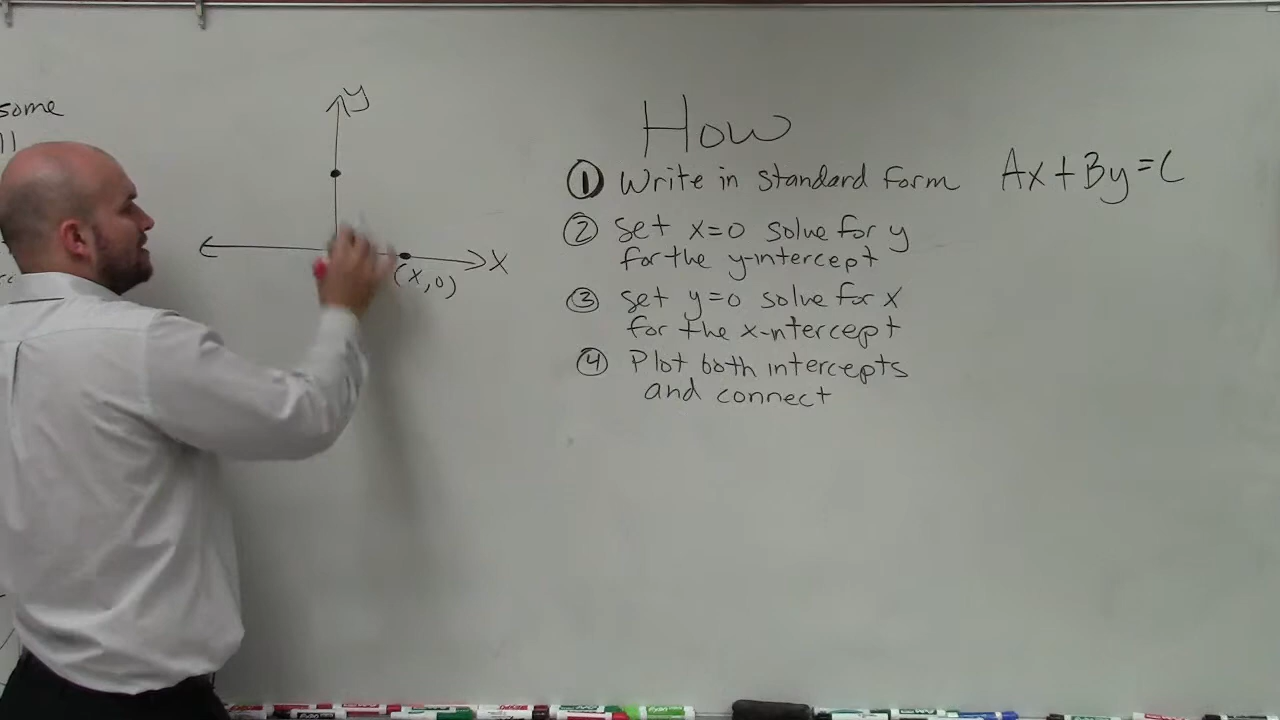 some
y
x
(x,0)
How
① Write in standard form Ax+By=C
② set x=0 solve for y
for the y-intercept
③ set y=0 solve for x
for the x-ntercept
④ Plot both intercepts
and connect